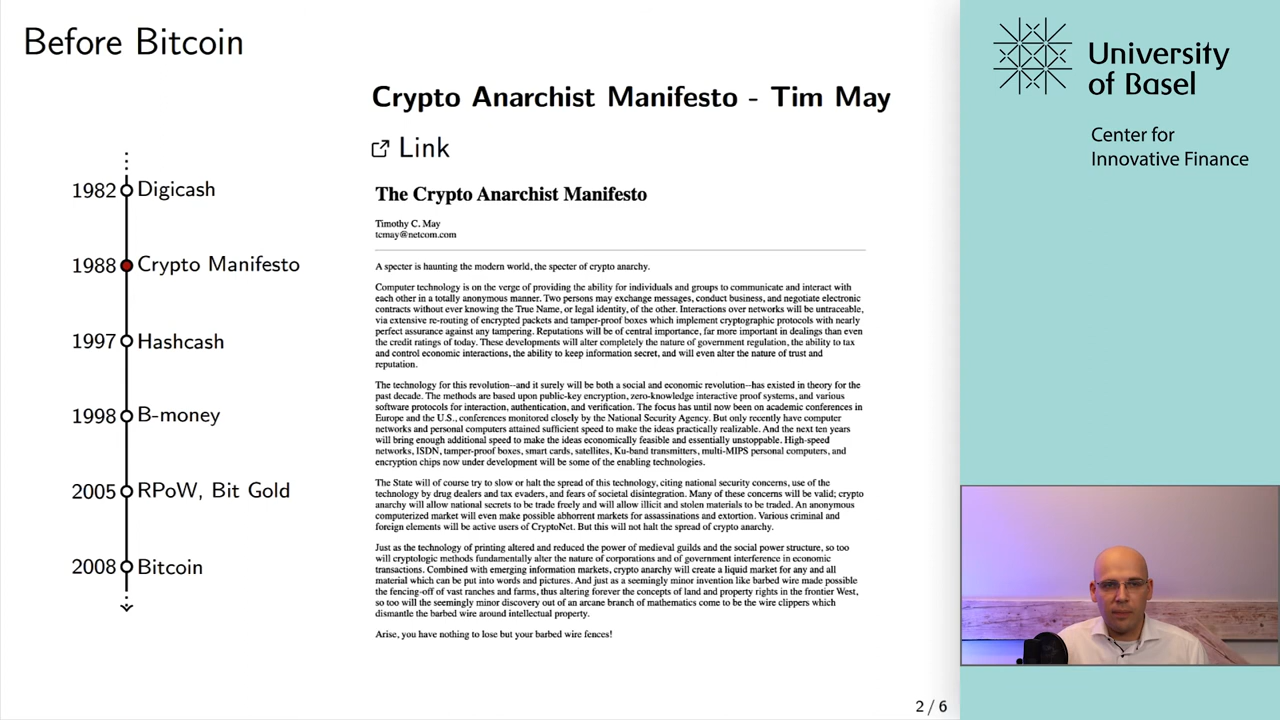 Before Bitcoin
1982 Digicash
1988 Crypto Manifesto
1997 Hashcash
1998 B-money
2005 RPoW, Bit Gold
2008 Bitcoin
Crypto Anarchist Manifesto - Tim May
Link
The Crypto Anarchist Manifesto
Timothy C. May
tcmay@netcom.com
A specter is haunting the modern world, the specter of crypto anarchy.
Computer technology is on the verge of providing the ability for individuals and groups to communicate and interact with
each other in a totally anonymous manner. Two persons may exchange messages, conduct business, and negotiate electronic
contracts without ever knowing the True Name, or legal identity, of the other. Interactions over networks will be untraceable,
via extensive re-routing of encrypted packets and tamper-proof boxes which implement cryptographic protocols with nearly
perfect assurance against any tampering. Reputations will be of central importance, far more important in dealings than even
the credit ratings of today. These developments will alter completely the nature of government regulation, the ability to tax
and control economic interactions, the ability to keep information secret, and will even alter the nature of trust and
reputation.
The technology for this revolution--and it surely will be both a social and economic revolution--has existed in theory for the
past decade. The methods are based upon public-key encryption, zero-knowledge interactive proof systems, and various
software protocols for interaction, authentication, and verification. The focus has until now been on academic conferences in
Europe and the U.S., conferences monitored closely by the National Security Agency. But only recently have computer
networks and personal computers attained sufficient speed to make the ideas practically realizable. And the next ten years
will bring enough additional speed to make the ideas economically feasible and essentially unstoppable. High-speed
networks, ISDN, tamper-proof boxes, smart cards, satellites, Ku-band transmitters, multi-MIPS personal computers, and
encryption chips now under development will be some of the enabling technologies.
The State will of course try to slow or halt the spread of this technology, citing national security concerns, use of the
technology by drug dealers and tax evaders, and fears of societal disintegration. Many of these concerns will be valid; crypto
anarchy will allow national secrets to be trade freely and will allow illicit and stolen materials to be traded. An anonymous
computerized market will even make possible abhorrent markets for assassinations and extortion. Various criminal and
foreign elements will be active users of CryptoNet. But this will not halt the spread of crypto anarchy.
Just as the technology of printing altered and reduced the power of medieval guilds and the social power structure, so too
will cryptologic methods fundamentally alter the nature of corporations and of government interference in economic
transactions. Combined with emerging information markets, crypto anarchy will create a liquid market for any and all
material which can be put into words and pictures. And just as a seemingly minor invention like barbed wire made possible
the fencing-off of vast ranches and farms, thus altering forever the concepts of land and property rights in the frontier West,
so too will the seemingly minor discovery out of an arcane branch of mathematics come to be the wire clippers which
dismantle the barbed wire around intellectual property.
Arise, you have nothing to lose but your barbed wire fences!
2 / 6
University
of Basel
Center for
Innovative Finance